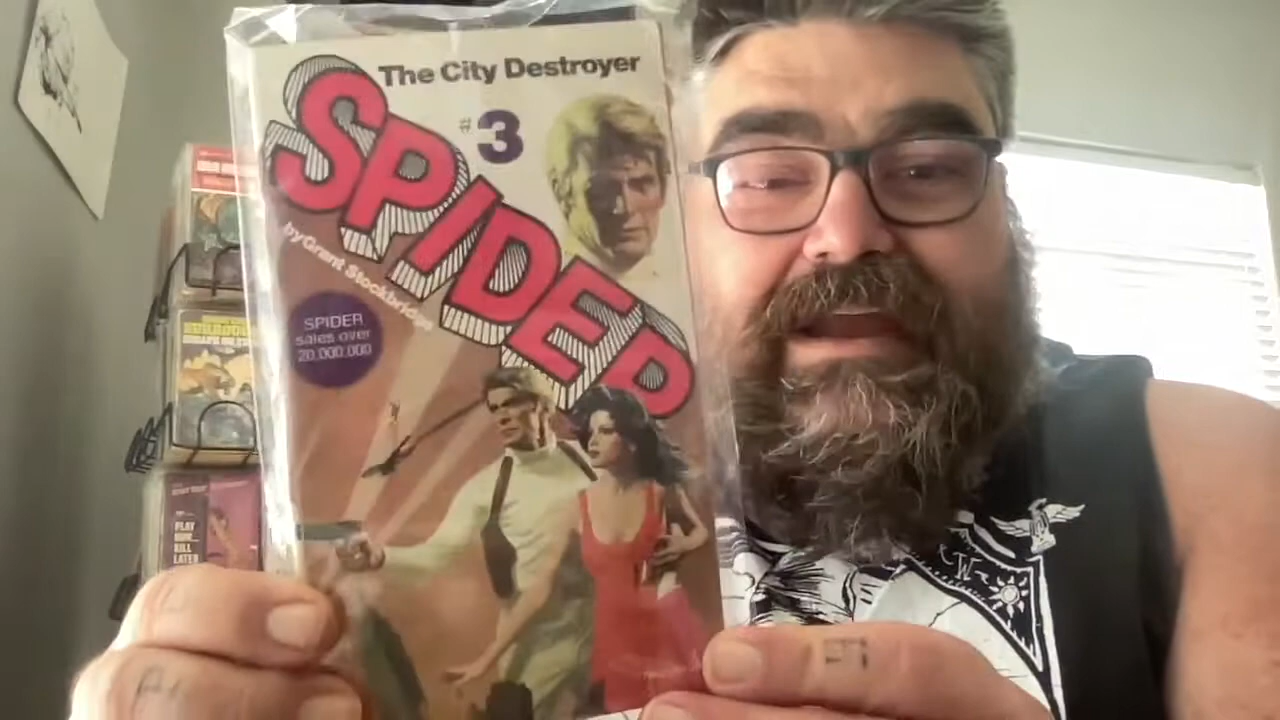 The City Destroyer
#3
SPIDER
by Grant Stockbridge
SPIDER
sales over
20,000,000
PLAY
NOW...
KILL
LATER